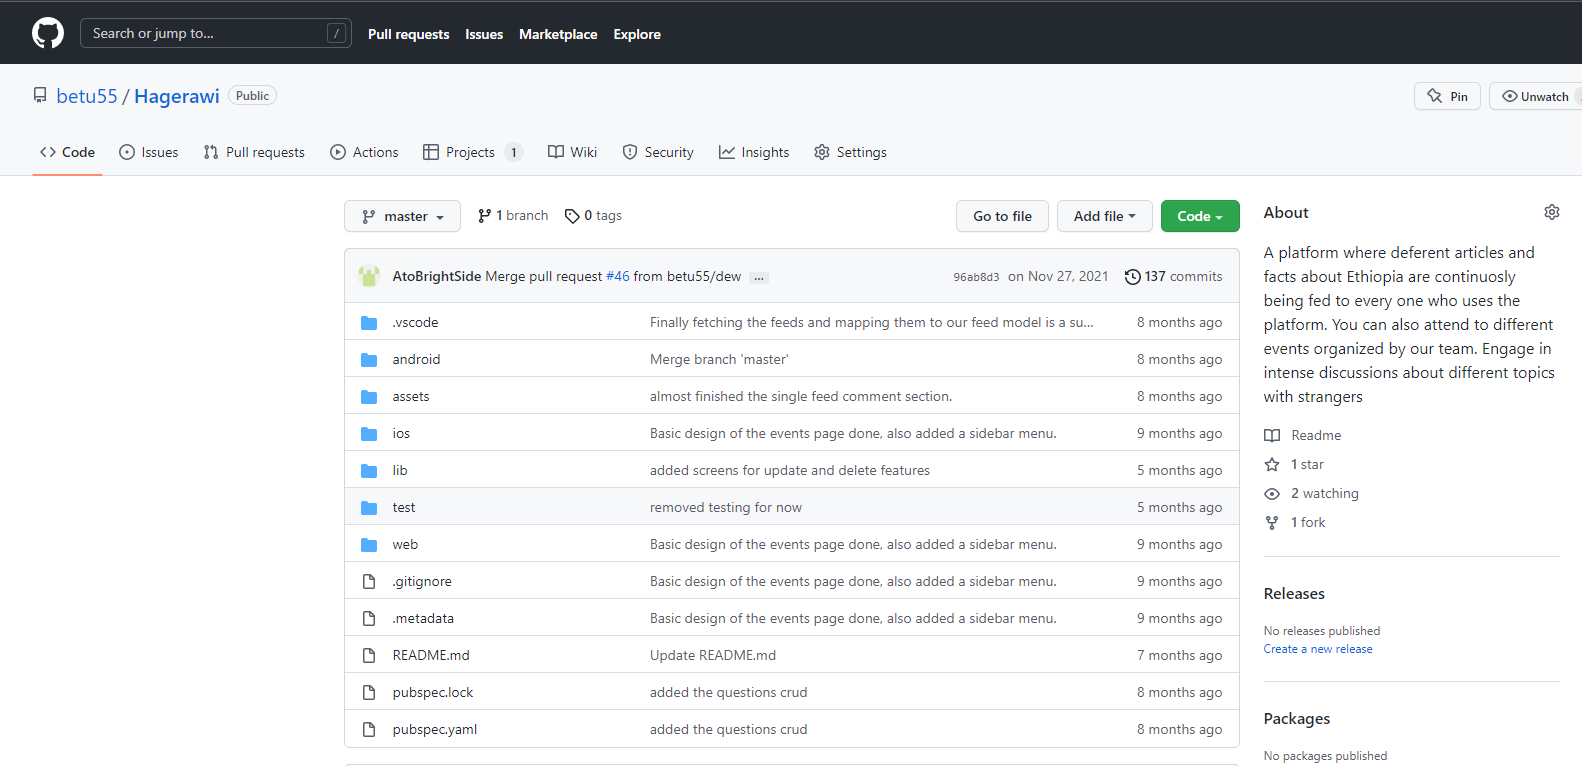 Search or jump to... /
Pull requests Issues Marketplace Explore
betu55 / Hagerawi Public
Pin Unwatch
Code Issues Pull requests Actions Projects 1 Wiki Security Insights Settings
master 1 branch 0 tags
Go to file Add file Code
AtoBrightSide Merge pull request #46 from betu55/dew ... 96ab8d3 on Nov 27, 2021 137 commits
.vscode Finally fetching the feeds and mapping them to our feed model is a su... 8 months ago
android Merge branch 'master' 8 months ago
assets almost finished the single feed comment section. 8 months ago
ios Basic design of the events page done, also added a sidebar menu. 9 months ago
lib added screens for update and delete features 5 months ago
test removed testing for now 5 months ago
web Basic design of the events page done, also added a sidebar menu. 9 months ago
.gitignore Basic design of the events page done, also added a sidebar menu. 9 months ago
.metadata Basic design of the events page done, also added a sidebar menu. 9 months ago
README.md Update README.md 7 months ago
pubspec.lock added the questions crud 8 months ago
pubspec.yaml added the questions crud 8 months ago
About
A platform where deferent articles and
facts about Ethiopia are continuosly
being fed to every one who uses the
platform. You can also attend to different
events organized by our team. Engage in
intense discussions about different topics
with strangers
Readme
1 star
2 watching
1 fork
Releases
No releases published
Create a new release
Packages
No packages published